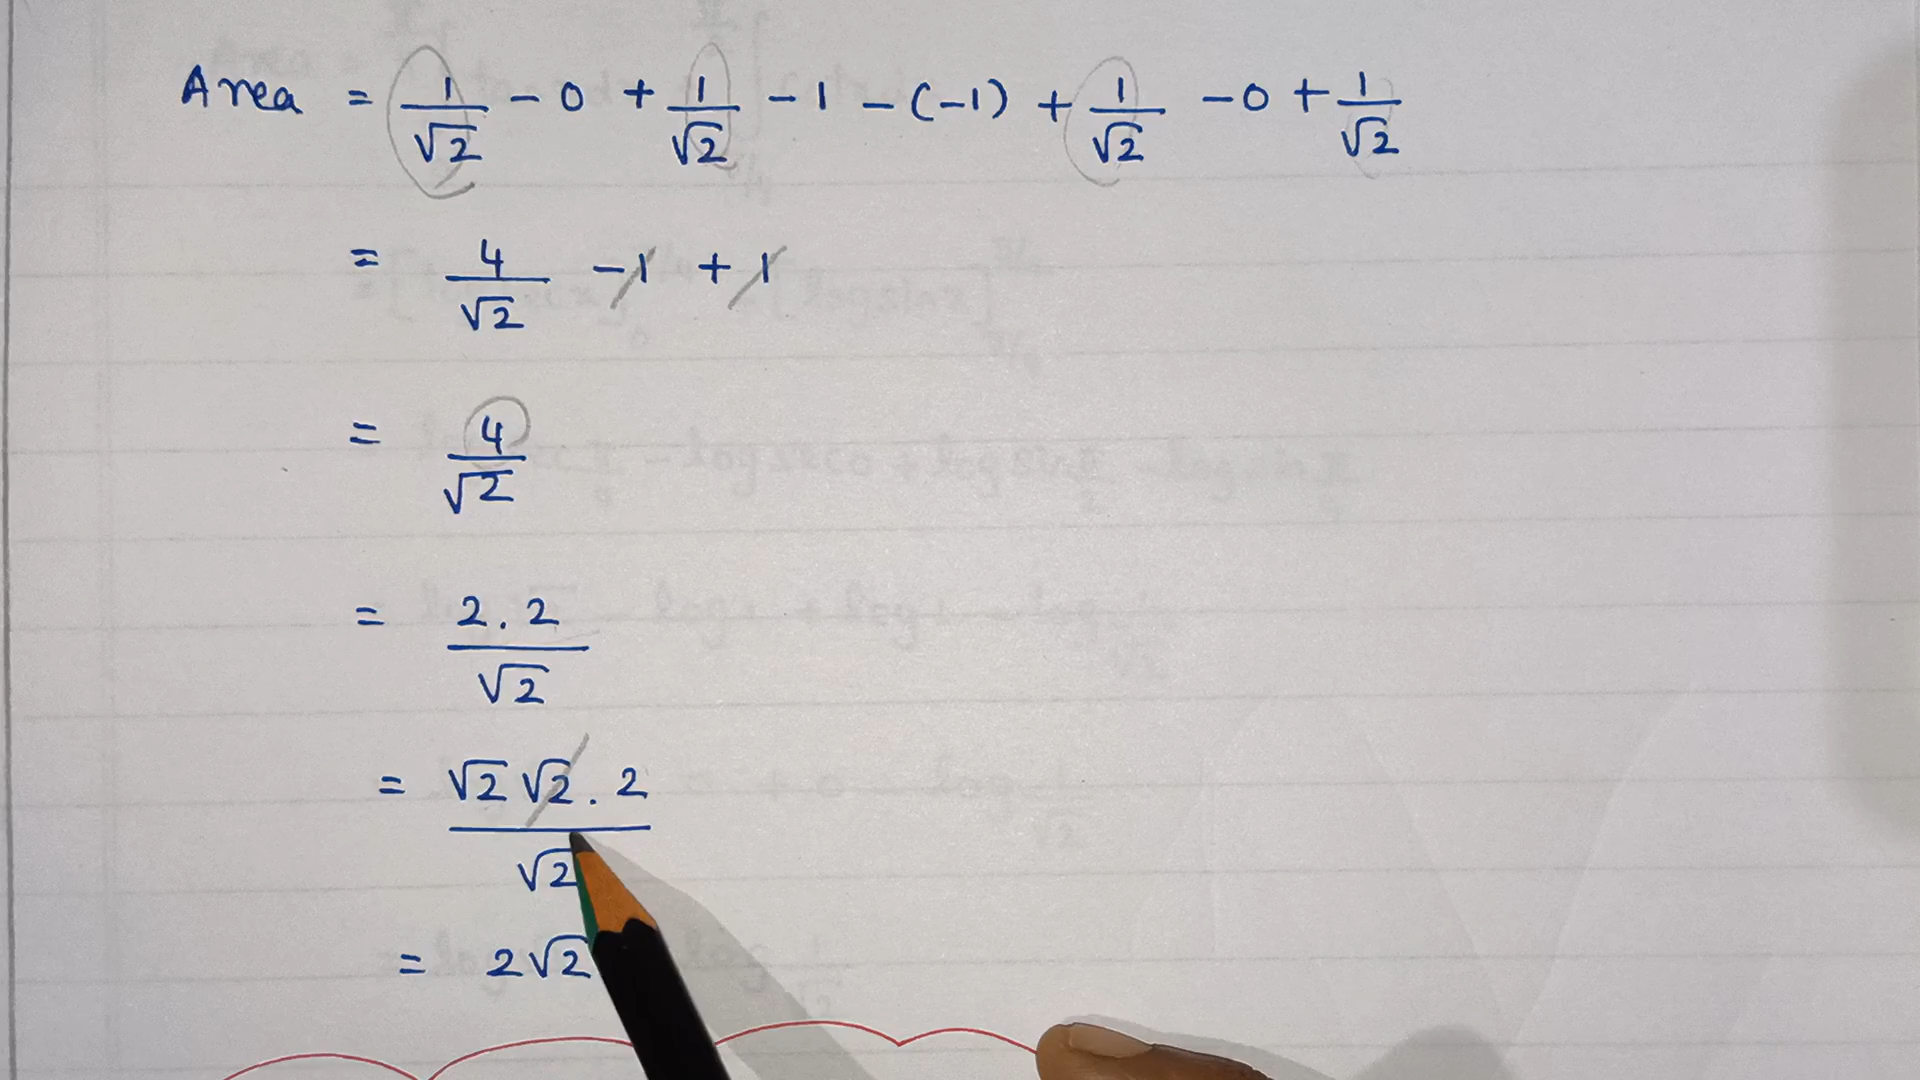 Area = 1/√2 - 0 + 1/√2 - 1 - (-1) + 1/√2 - 0 + 1/√2
= 4/√2 - 1 + 1
= 4/√2
= 2.2/√2
= √2 √2 . 2/√2
= 2√2